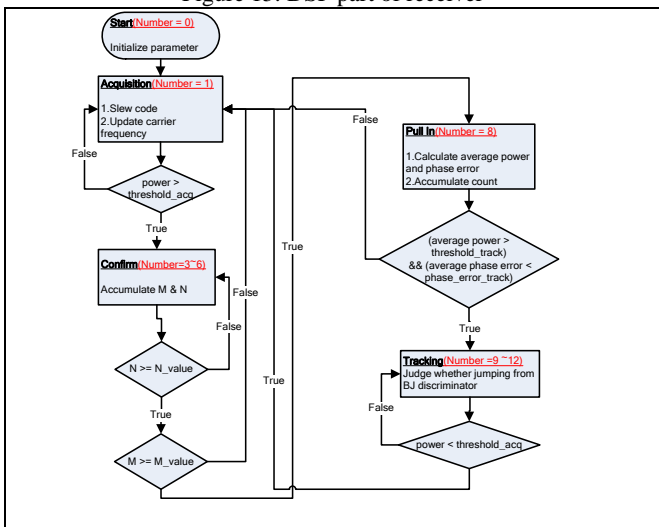 Figure 13. DSP part of receiver
Start(Number = 0)
Initialize parameter
Acquisition(Number = 1)
1.Slew code
2.Update carrier
frequency
False
power >
threshold_acq
True
Confirm(Number=3~6)
Accumulate M & N
False
False
N >= N_value
True
M >= M_value
True
True
False
Pull In(Number = 8)
1.Calculate average power
and phase error
2.Accumulate count
(average power >
threshold_track)
&& (average phase error <
phase_error_track)
True
Tracking(Number =9 ~12)
Judge whether jumping from
BJ discriminator
False
power < threshold_acq